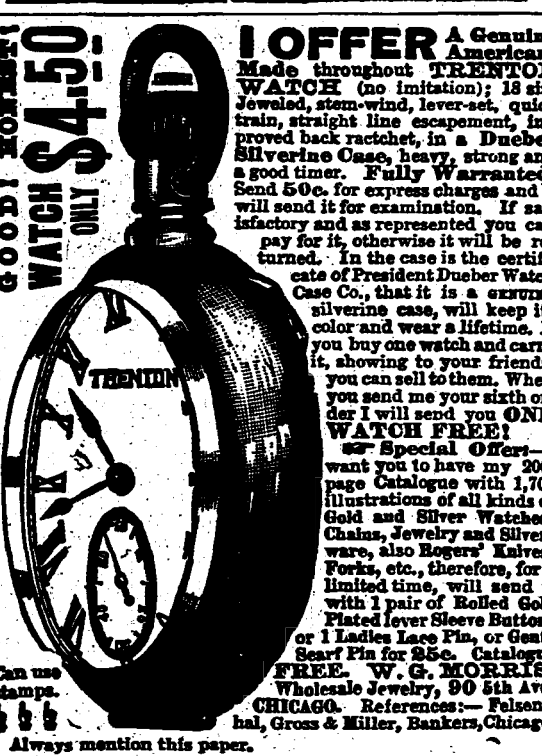 GOOD! HONEST!
WATCH $4.50
ONLY
I OFFER A Genuin
American
Made throughout TRENTON
WATCH (no imitation); 18 si
Jeweled, stem-wind, lever-set, quic
train, straight line escapement, im
proved back ractchet, in a Duebe
Silverine Case, heavy, strong an
a good timer. Fully Warranted
Send 50c. for express charges and
will send it for examination. If sa
isfactory and as represented you ca
pay for it, otherwise it will be re
turned. In the case is the certifi
cate of President Dueber Watc
Case Co., that it is a GENUIN
silverine case, will keep it
color and wear a lifetime. I
you buy one watch and carr
it, showing to your friends
you can sell to them. Whe
you send me your sixth or
der I will send you ONE
WATCH FREE!
Special Offer:—
want you to have my 200
page Catalogue with 1,70
illustrations of all kinds o
Gold and Silver Watches
Chains, Jewelry and Silver
ware, also Rogers' Knives
Forks, etc., therefore, for
limited time, will send
with 1 pair of Rolled Gol
Plated lever Sleeve Button
or 1 Ladies Lace Pin, or Gent
Scarf Pin for 25c. Catalogu
FREE. W. G. MORRIS
Wholesale Jewelry, 90 5th Av
CHICAGO. References:— Felsen
hal, Gross & Miller, Bankers, Chicag
TRENTON
Can use
stamps.
Always mention this paper.